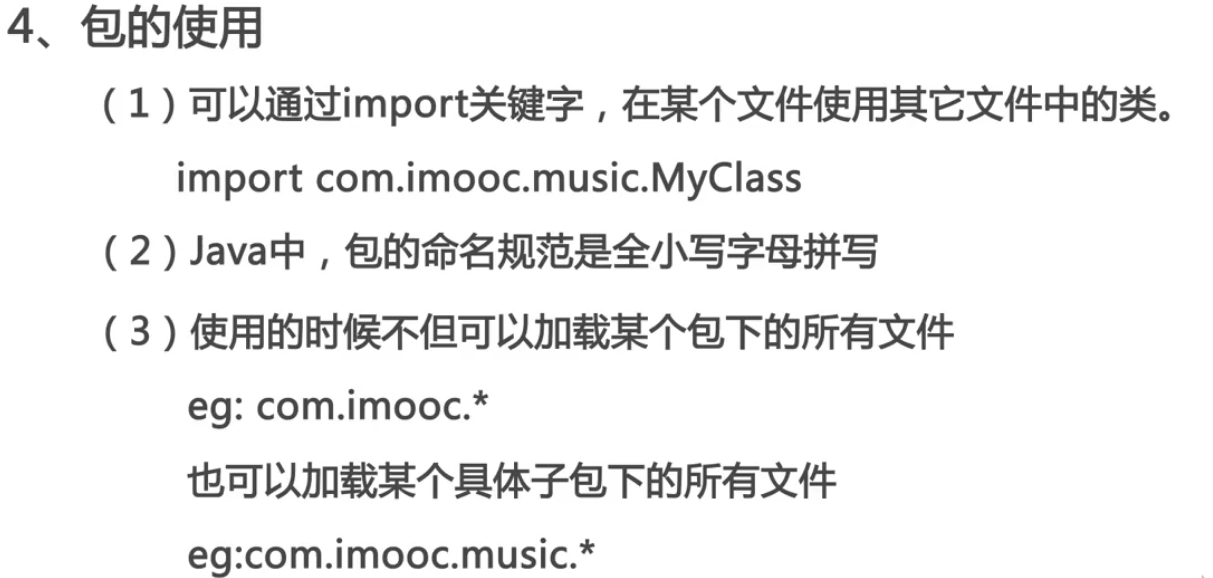 4、包的使用
（1）可以通过import关键字，在某个文件使用其它文件中的类。
import com.imooc.music.MyClass
（2）Java中，包的命名规范是全小写字母拼写
（3）使用的时候不但可以加载某个包下的所有文件
eg: com.imooc.*
也可以加载某个具体子包下的所有文件
eg:com.imooc.music.*